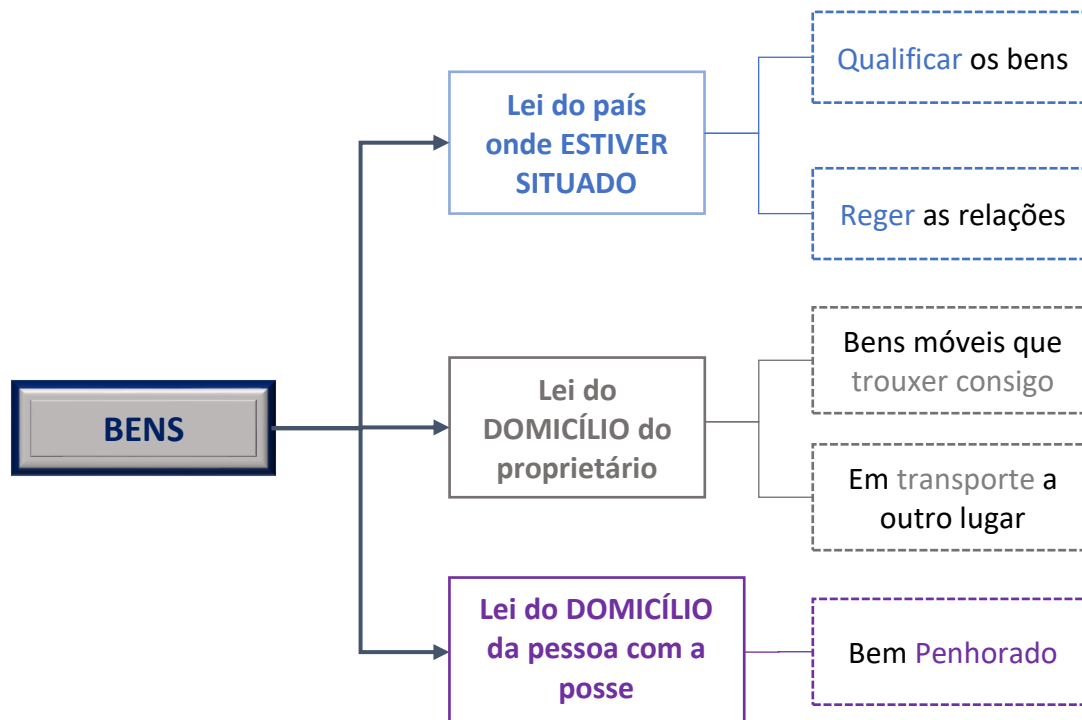 BENS
Lei do país
onde ESTIVER
SITUADO
Qualificar os bens
Reger as relações
Lei do
DOMICÍLIO do
proprietário
Bens móveis que
trouxer consigo
Em transporte a
outro lugar
Lei do DOMICÍLIO
da pessoa com a
posse
Bem Penhorado